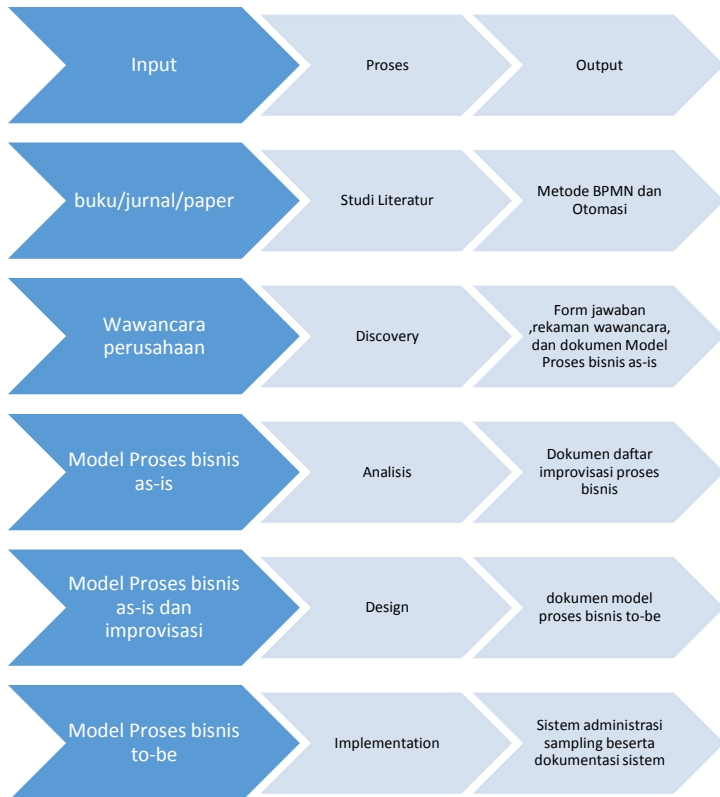 Input
Proses
Output
buku/jurnal/paper
Studi Literatur
Metode BPMN dan
Otomasi
Wawancara
perusahaan
Discovery
Form jawaban
,rekaman wawancara,
dan dokumen Model
Proses bisnis as-is
Model Proses bisnis
as-is
Analisis
Dokumen daftar
improvisasi proses
bisnis
Model Proses bisnis
as-is dan
improvisasi
Design
dokumen model
proses bisnis to-be
Model Proses bisnis
to-be
Implementation
Sistem administrasi
sampling beserta
dokumentasi sistem